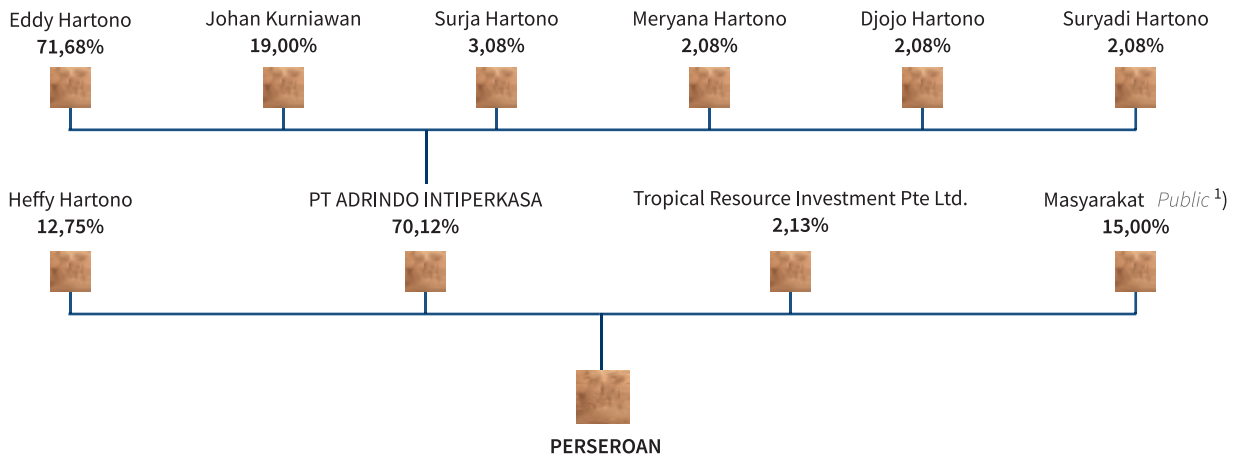 Eddy Hartono
71,68%
Johan Kurniawan
19,00%
Surja Hartono
3,08%
Meryana Hartono
2,08%
Djojo Hartono
2,08%
Suryadi Hartono
2,08%
Heffy Hartono
12,75%
PT ADRINDO INTIPERKASA
70,12%
Tropical Resource Investment Pte Ltd.
2,13%
Masyarakat Public ¹)
15,00%
PERSEROAN